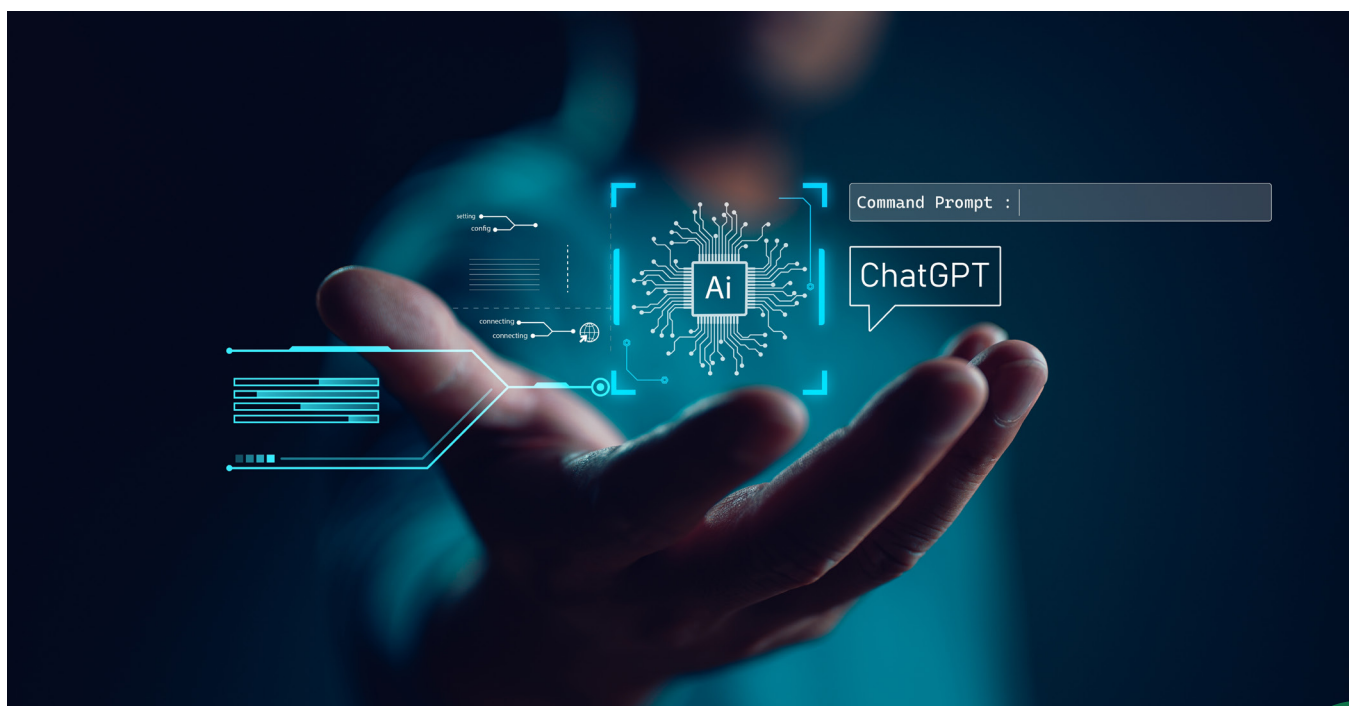 setting
config
connecting
connecting
Ai
Command Prompt :
ChatGPT